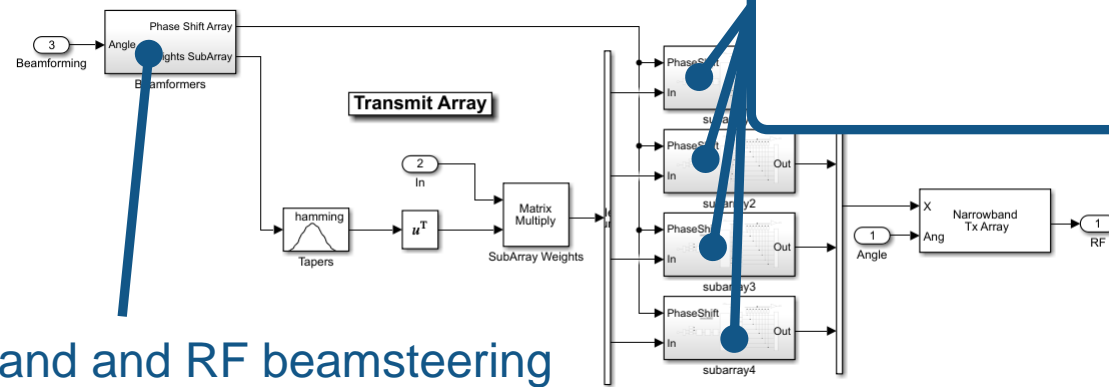 Phase Shift Array
3
Angle
Weights SubArray
Beamforming
Beamformers
Transmit Array
PhaseShift
In
PhaseShift
Out
2
In
In
subarray2
hamming
Matrix
Multiply
X
Narrowband
Tx Array
uᵀ
PhaseShift
1
Ang
1
Out
Tapers
SubArray Weights
In
Angle
RF
subarray3
PhaseShift
Out
In
and and RF beamsteering
subarray4